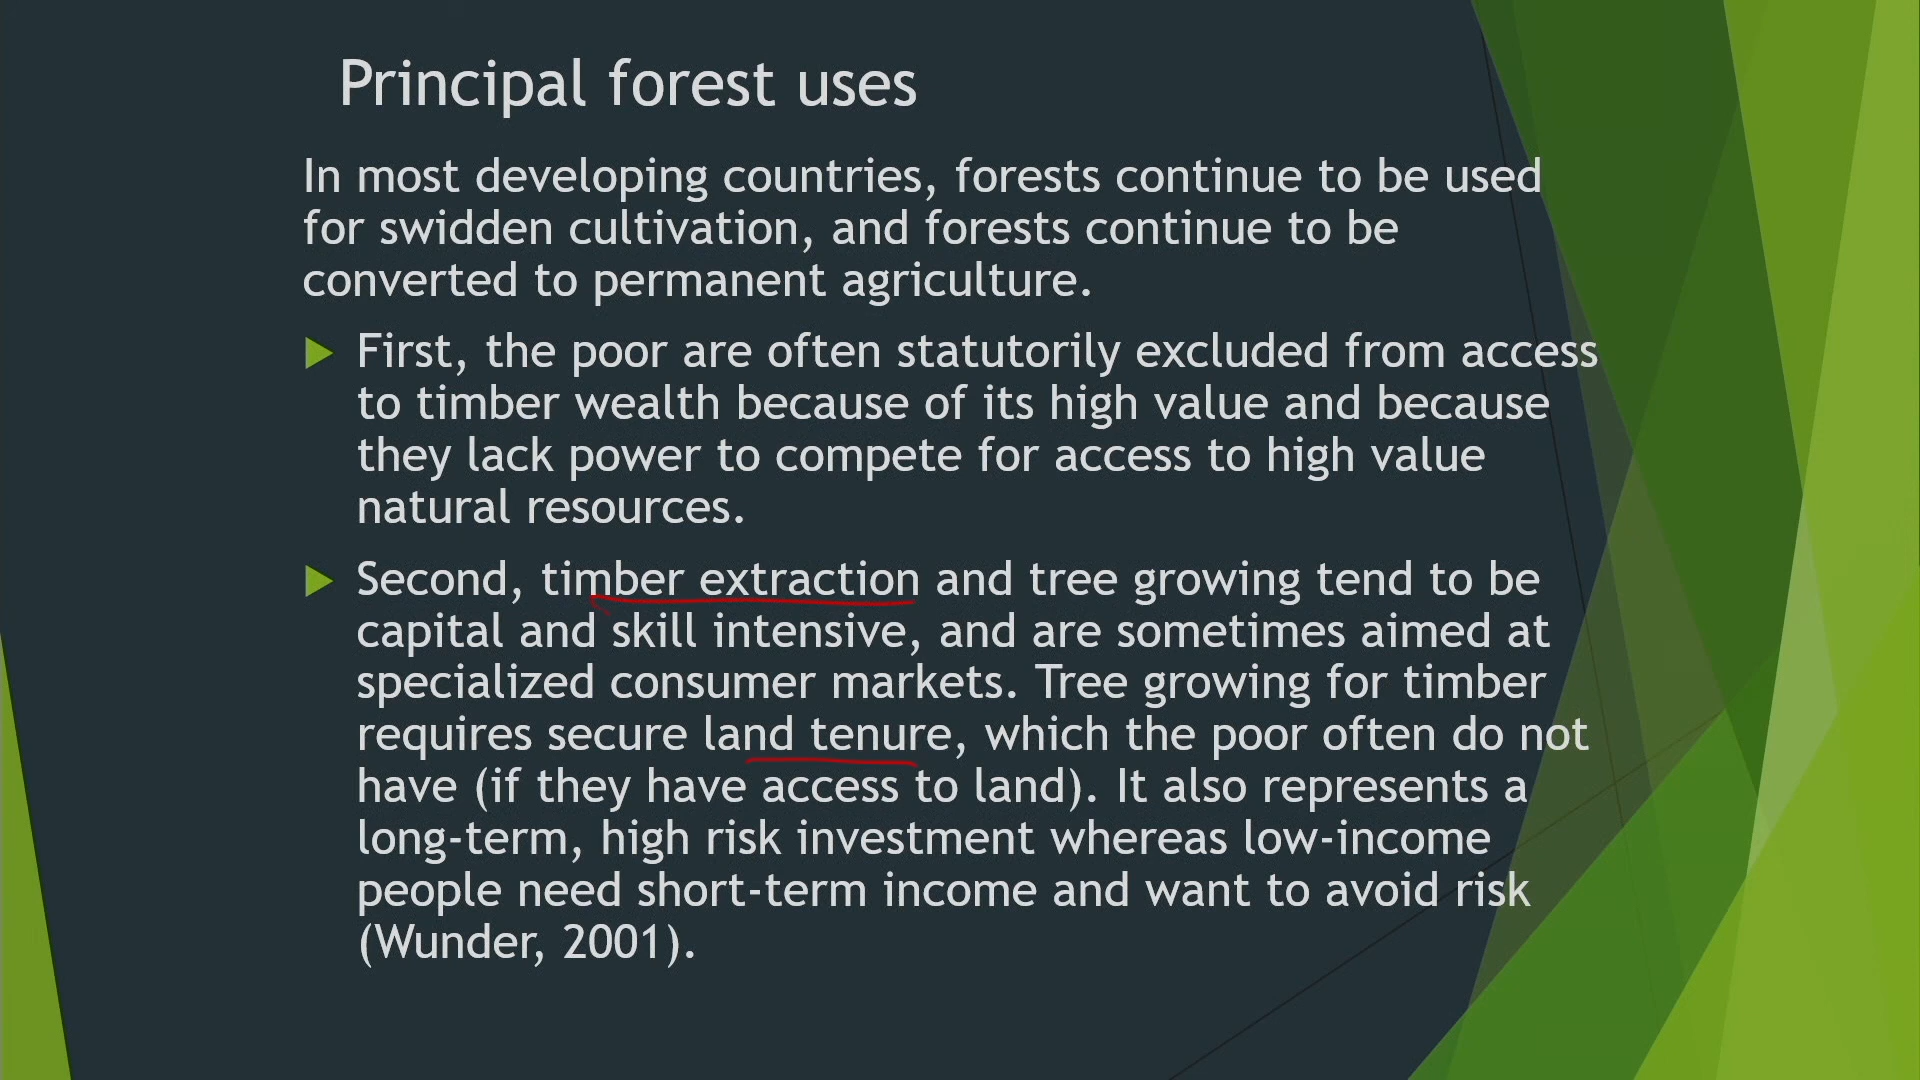 Principal forest uses
In most developing countries, forests continue to be used
for swidden cultivation, and forests continue to be
converted to permanent agriculture.
First, the poor are often statutorily excluded from access
to timber wealth because of its high value and because
they lack power to compete for access to high value
natural resources.
Second, timber extraction and tree growing tend to be
capital and skill intensive, and are sometimes aimed at
specialized consumer markets. Tree growing for timber
requires secure land tenure, which the poor often do not
have (if they have access to land). It also represents a
long-term, high risk investment whereas low-income
people need short-term income and want to avoid risk
(Wunder, 2001).